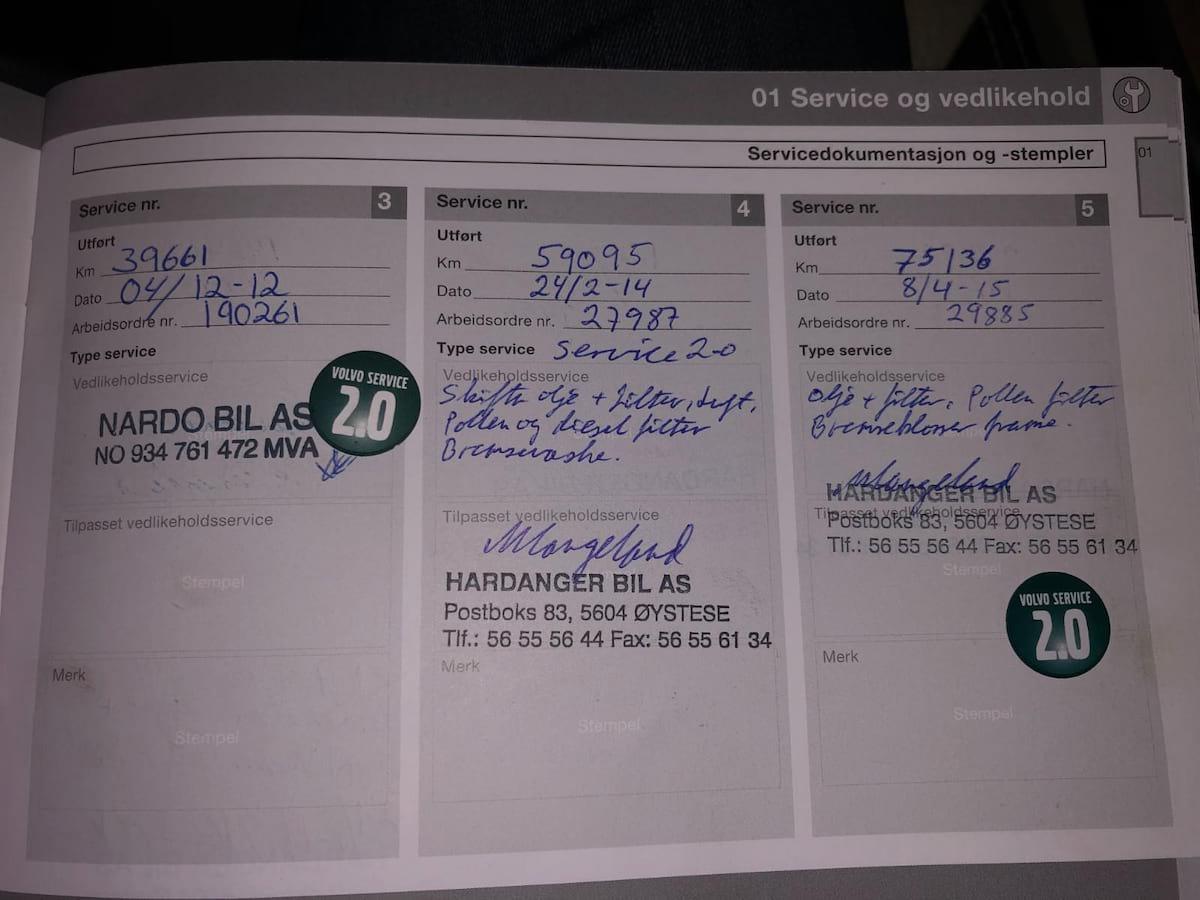 01 Service og vedlikehold
Servicedokumentasjon og -stempler
01
Service nr. 3
Utført
Km 39661
Dato 04/12-12
Arbeidsordre nr. 190261
Type service
Vedlikeholdsservice
VOLVO SERVICE
2.0
NARDO BIL AS
NO 934 761 472 MVA
Tilpasset vedlikeholdsservice
Stempel
Merk
Stempel
Service nr. 4
Utført
Km 59095
Dato 24/2-14
Arbeidsordre nr. 27987
Type service Service 2-0
Vedlikeholdsservice
Skifte olje + filter, luft,
Pollen og diesel filter
Bremsevæske.
Tilpasset vedlikeholdsservice
HARDANGER BIL AS
Postboks 83, 5604 ØYSTESE
Tlf.: 56 55 56 44 Fax: 56 55 61 34
Merk
Stempel
Service nr. 5
Utført
Km 75136
Dato 8/4-15
Arbeidsordre nr. 29885
Type service
Vedlikeholdsservice
Olje + filter, Pollen filter
Bremseklosser
HARDANGER BIL AS
Tilpasset vedlikeholdsservice
Postboks 83, 5604 ØYSTESE
Tlf.: 56 55 56 44 Fax: 56 55 61 34
Stempel
VOLVO SERVICE
2.0
Merk
Stempel